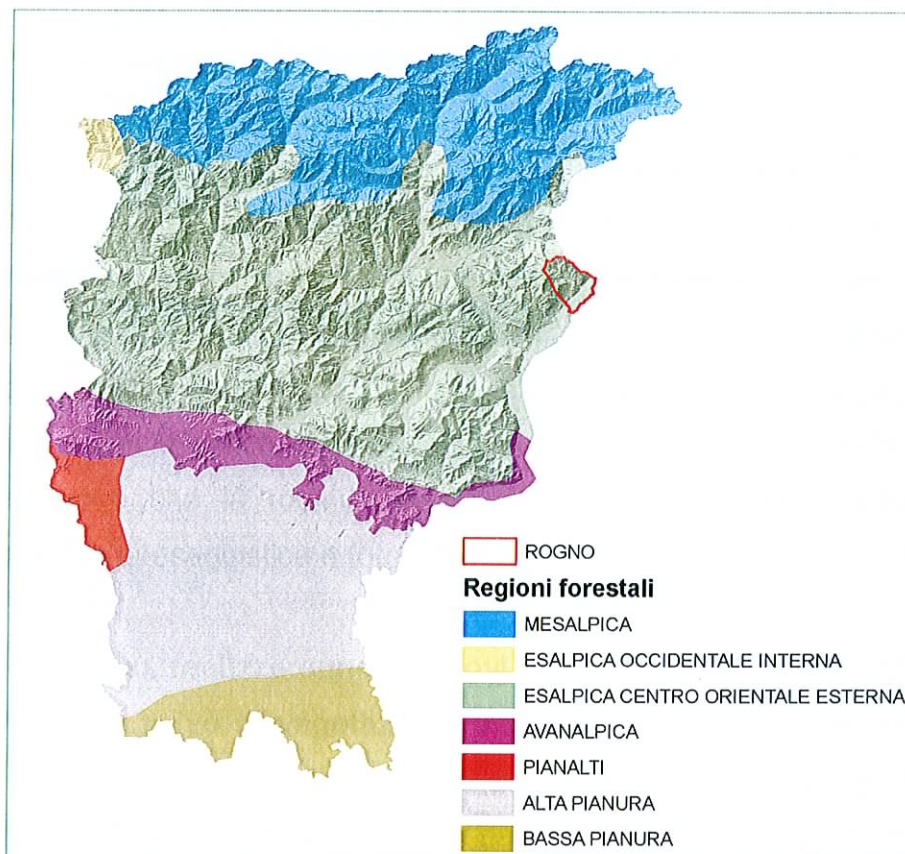 ROGNO
Regioni forestali
MESALPICA
ESALPICA OCCIDENTALE INTERNA
ESALPICA CENTRO ORIENTALE ESTERNA
AVANALPICA
PIANALTI
ALTA PIANURA
BASSA PIANURA